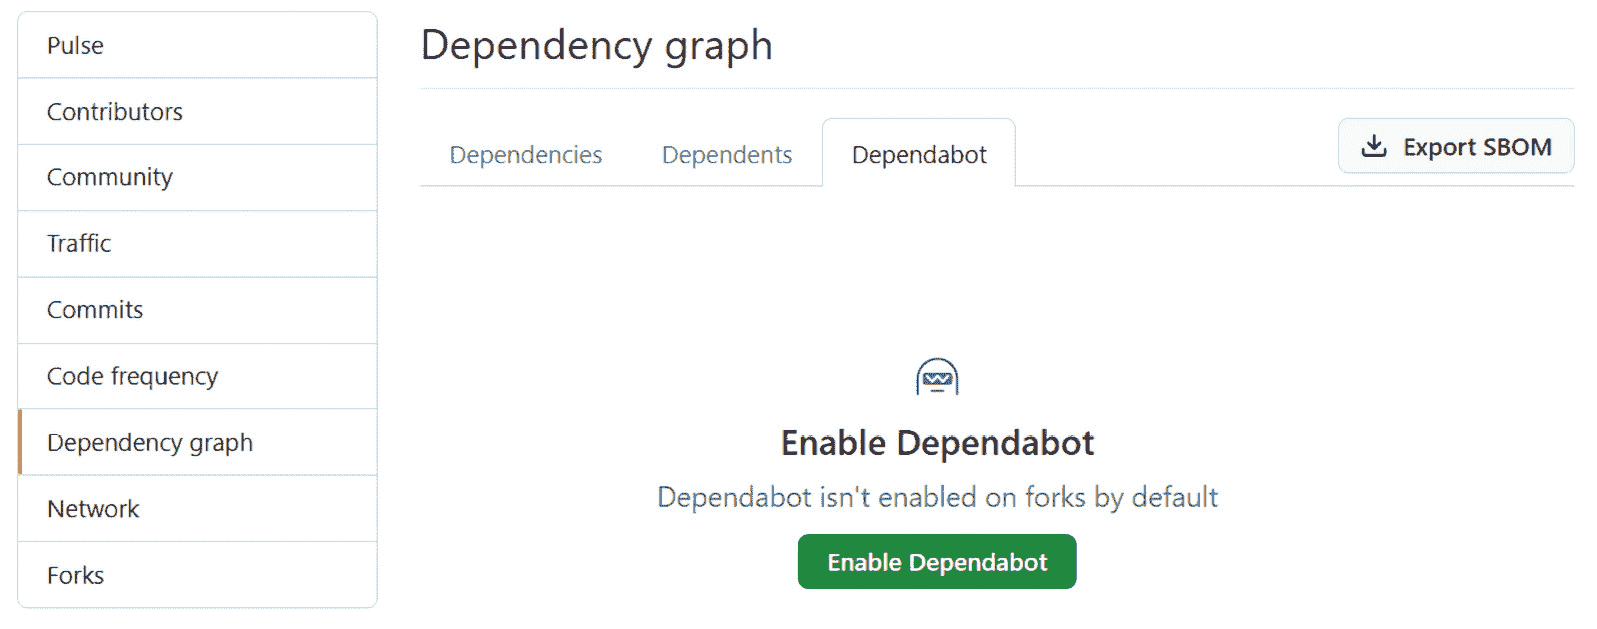 Pulse
Contributors
Community
Traffic
Commits
Code frequency
Dependency graph
Network
Forks
Dependency graph
Dependencies
Dependents
Dependabot
Export SBOM
Enable Dependabot
Dependabot isn't enabled on forks by default
Enable Dependabot